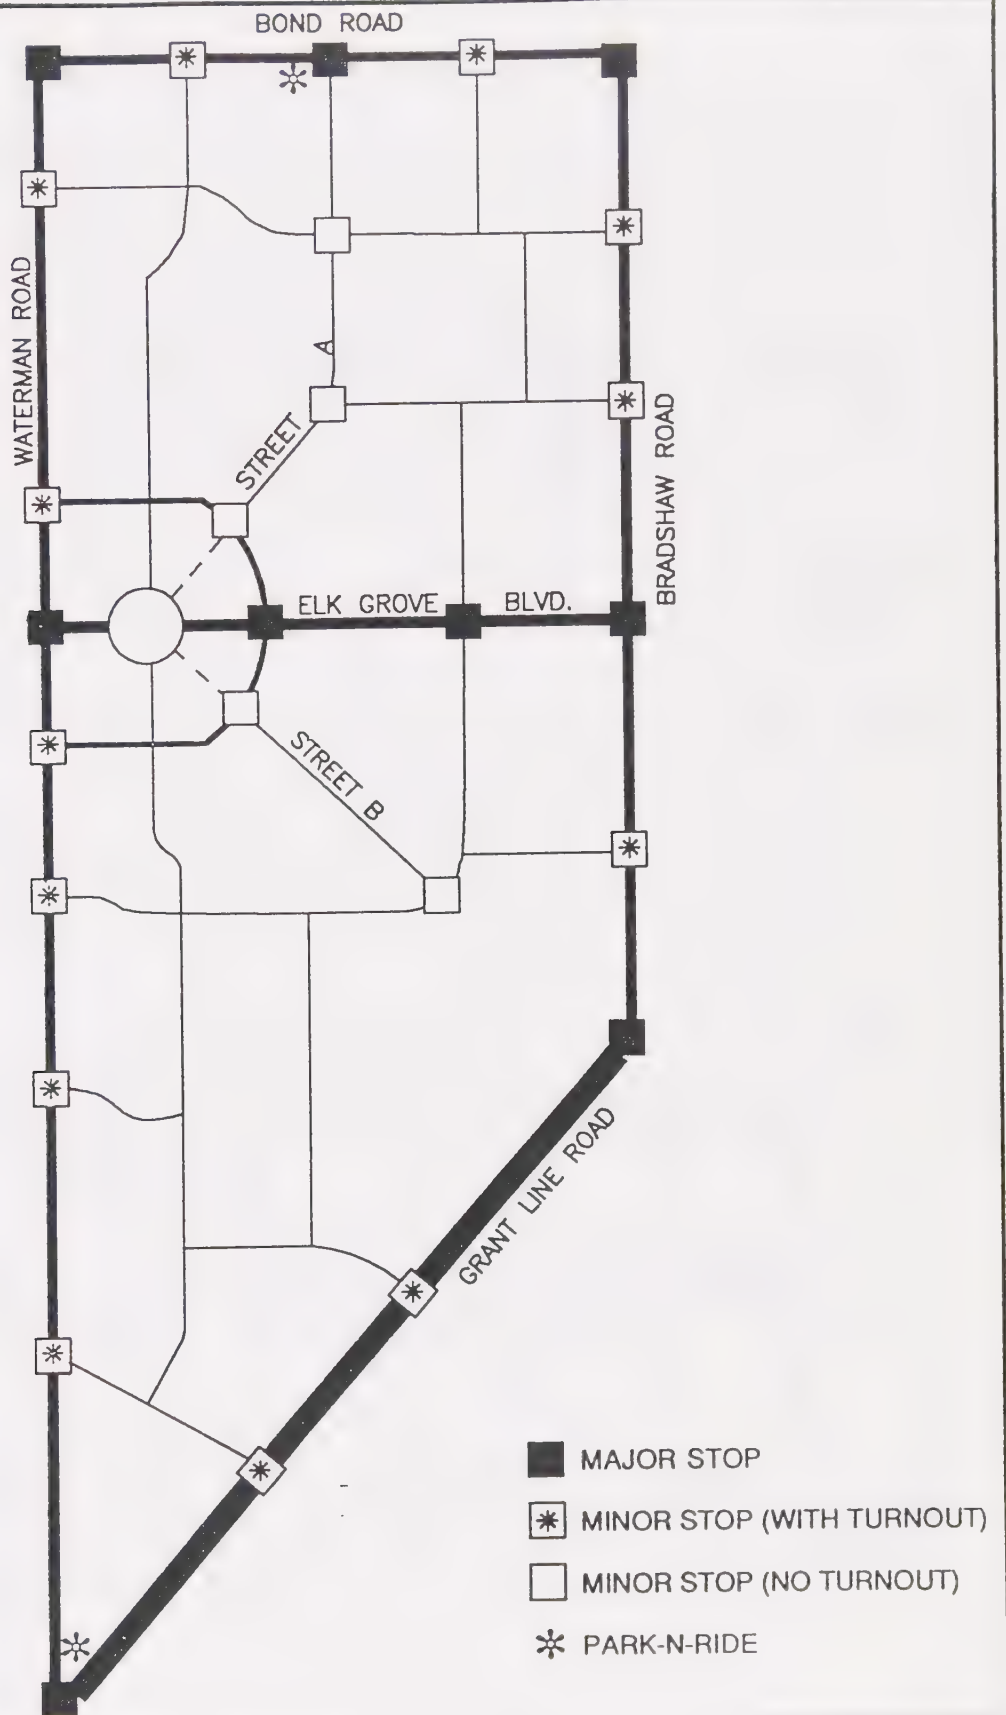 BOND ROAD
WATERMAN ROAD
A
STREET
BRADSHAW ROAD
ELK GROVE BLVD.
STREET B
GRANT LINE ROAD
MAJOR STOP
MINOR STOP (WITH TURNOUT)
MINOR STOP (NO TURNOUT)
PARK-N-RIDE